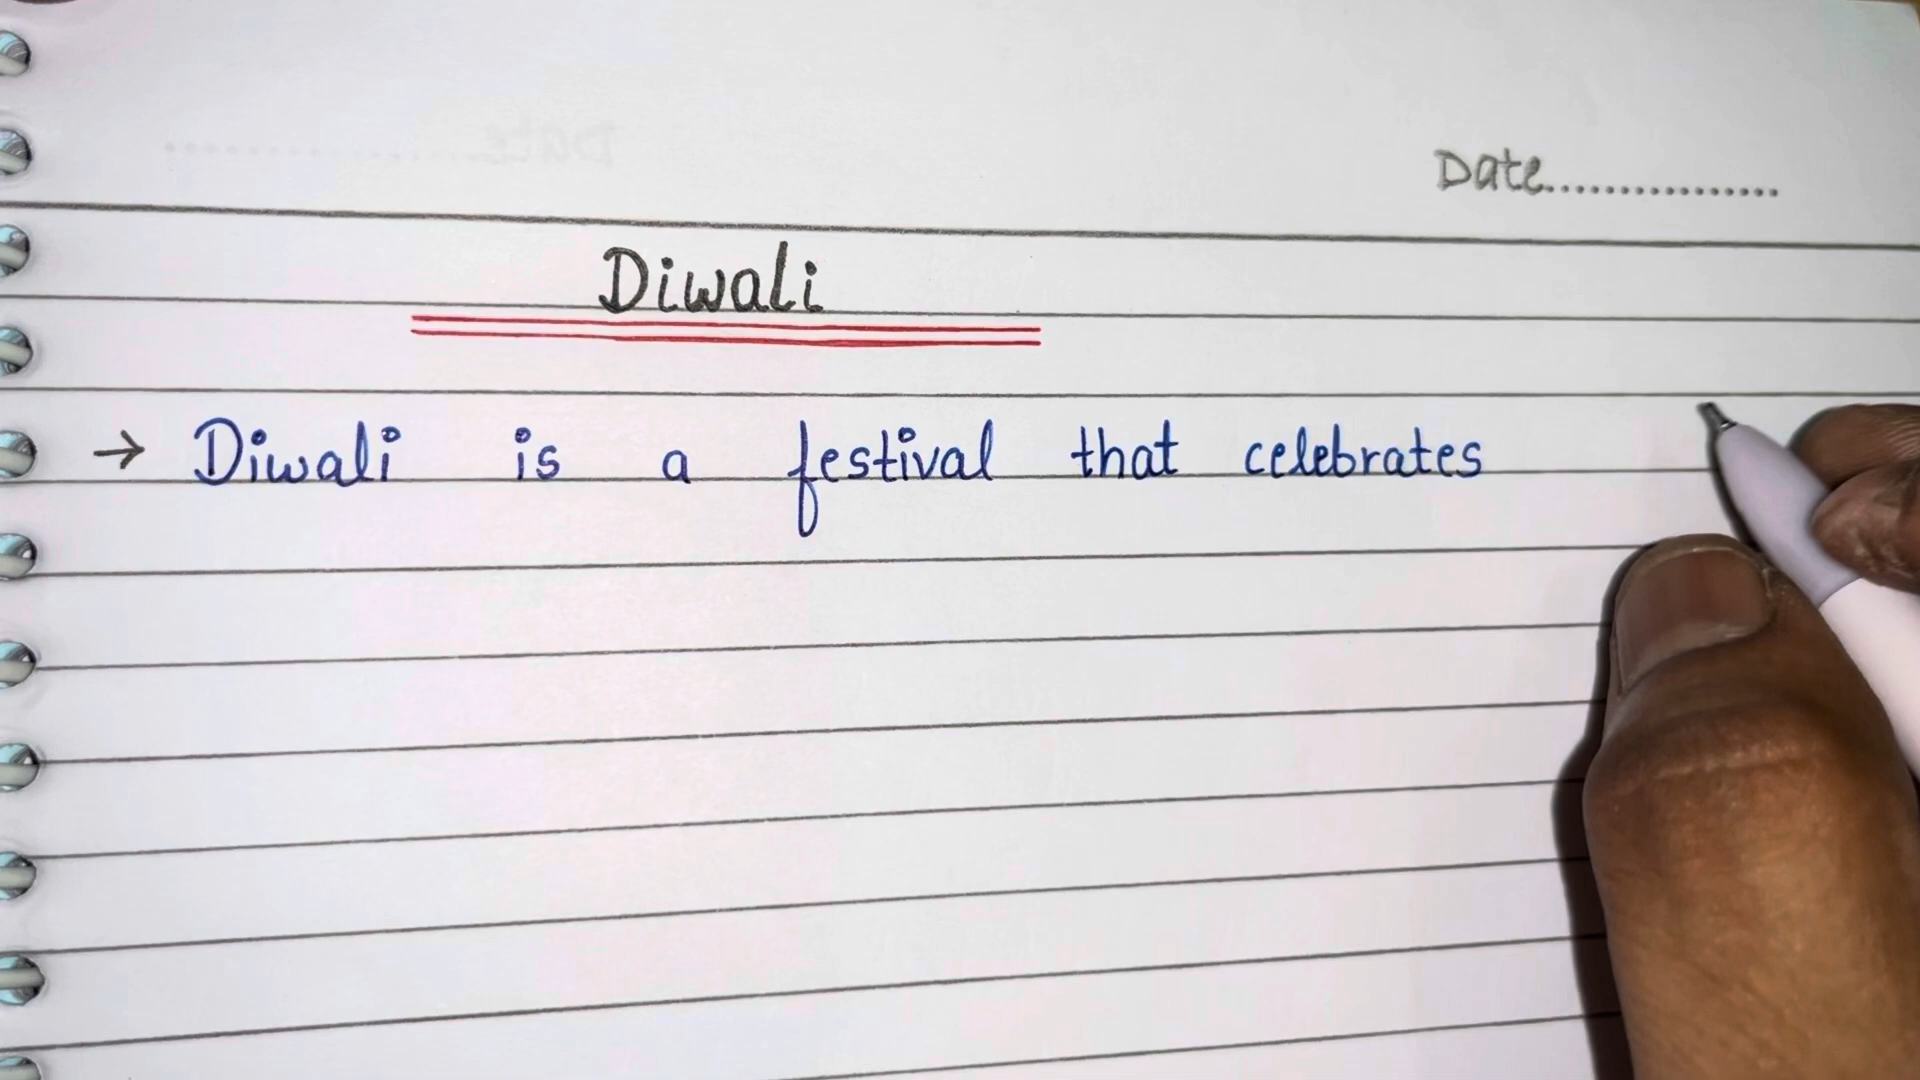 Date................
Diwali
→ Diwali is a festival that celebrates